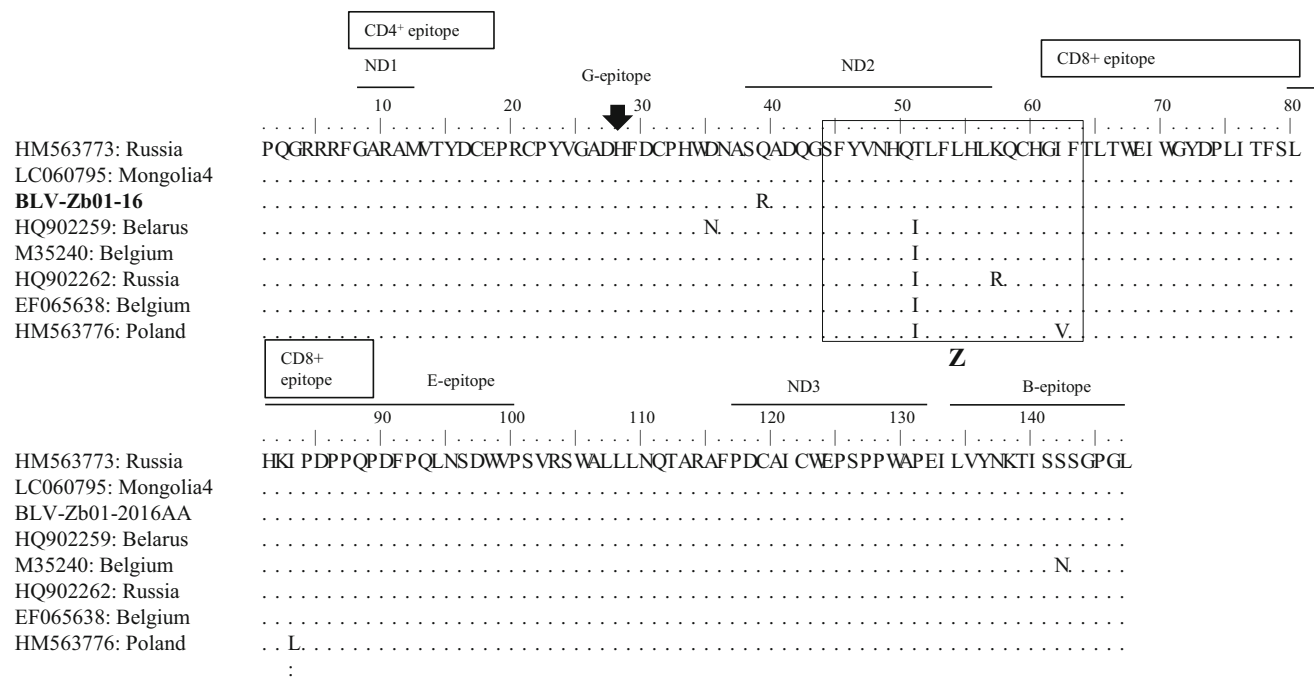 CD4+ epitope
CD8+ epitope
ND1
G-epitope
ND2
10 20 30 40 50 60 70 80
HM563773: Russia PQGRRRFGARAMVTYDCEPRCPYVGADHFDCPHWDNASQADQGSFYVNHQTLFLHLKQCHGIFTLTWEIWGYDPLITFSL
LC060795: Mongolia4
BLV-Zb01-16 R
HQ902259: Belarus N I
M35240: Belgium I
HQ902262: Russia I R
EF065638: Belgium I
HM563776: Poland I V
Z
CD8+
epitope
E-epitope
ND3
B-epitope
90 100 110 120 130 140
HM563773: Russia HKIPDPPQPDFPQLNSDWVPSVRSWALLLNQTARAFPDCAICWEPSPPWAPEILVYNKTISSSGPGL
LC060795: Mongolia4
BLV-Zb01-2016AA
HQ902259: Belarus
M35240: Belgium N
HQ902262: Russia
EF065638: Belgium
HM563776: Poland L
: